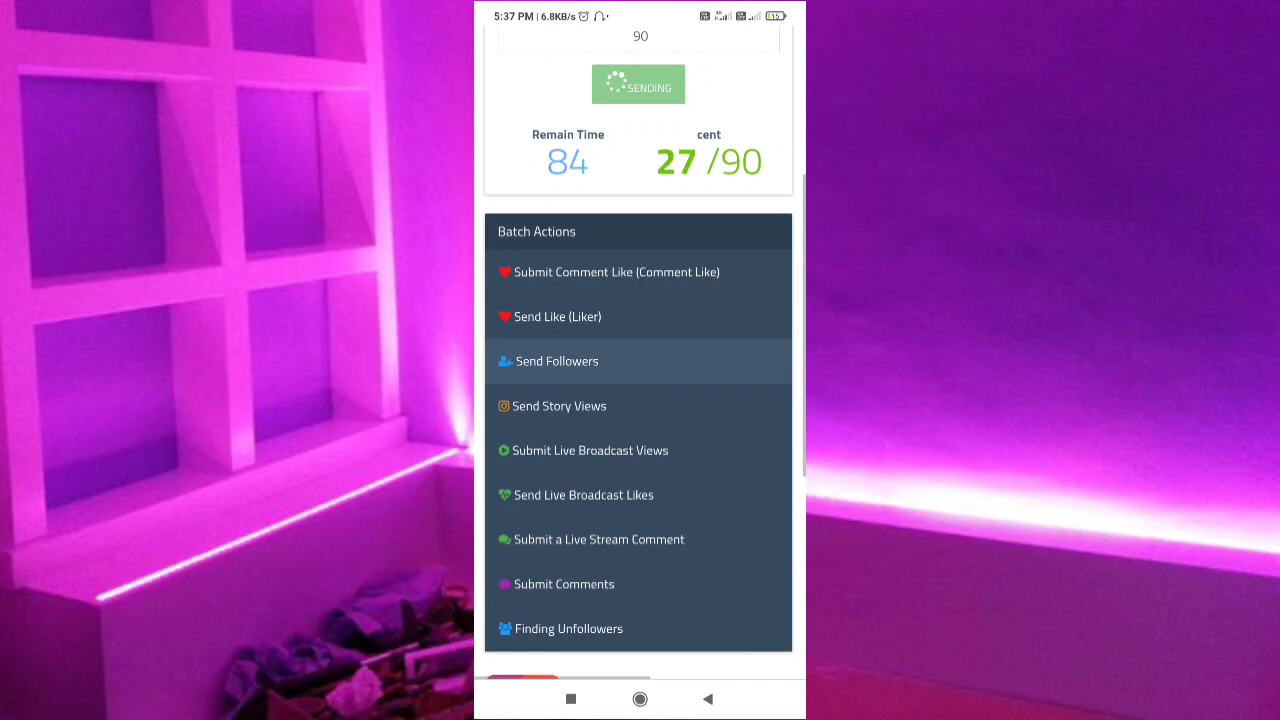 5:37 PM | 6.8KB/s
15
90
SENDING
Remain Time
cent
84
27 /90
Batch Actions
Submit Comment Like (Comment Like)
Send Like (Liker)
Send Followers
Send Story Views
Submit Live Broadcast Views
Send Live Broadcast Likes
Submit a Live Stream Comment
Submit Comments
Finding Unfollowers